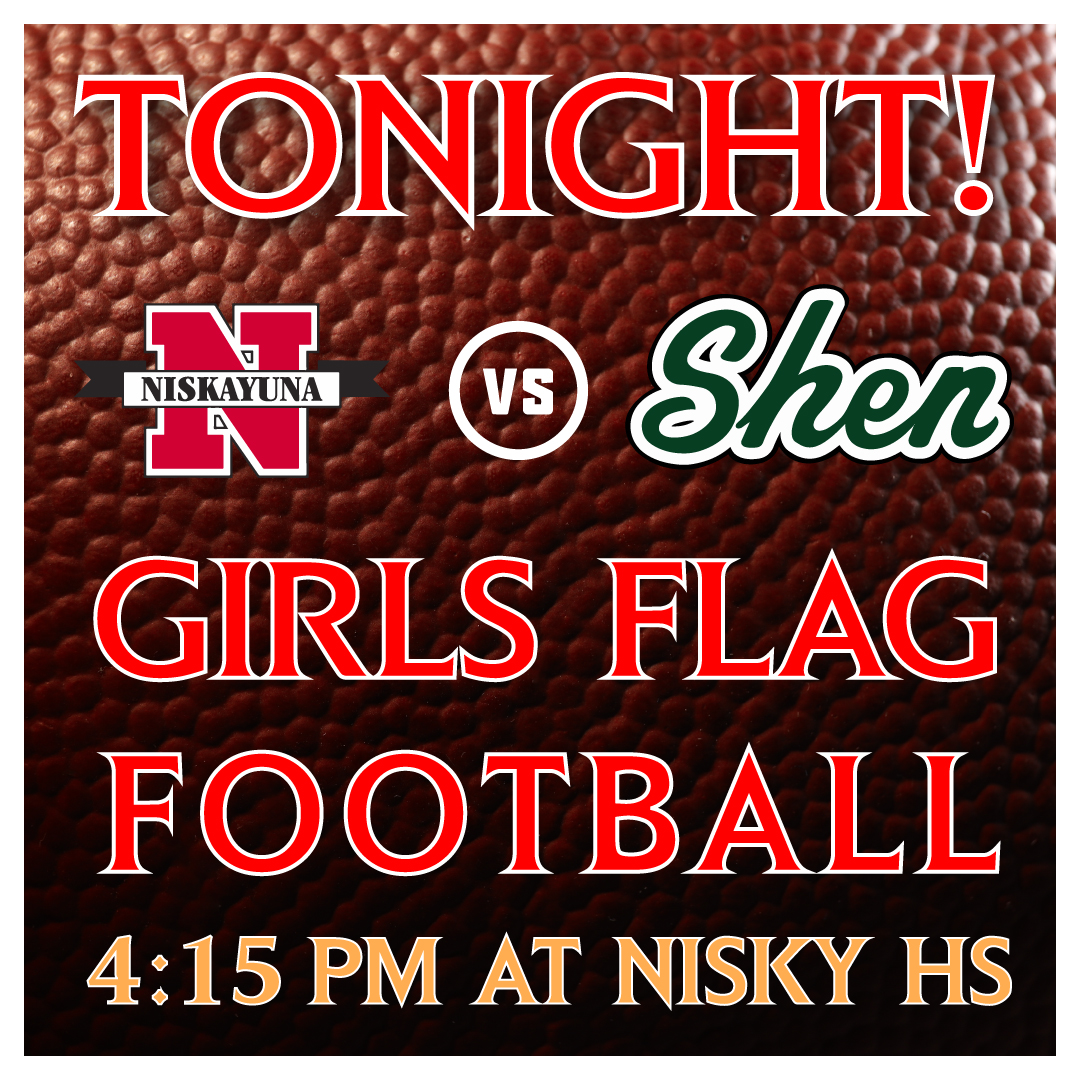 TONIGHT!
NISKAYUNA
VS
Shen
GIRLS FLAG
FOOTBALL
4:15 PM AT NISKY HS